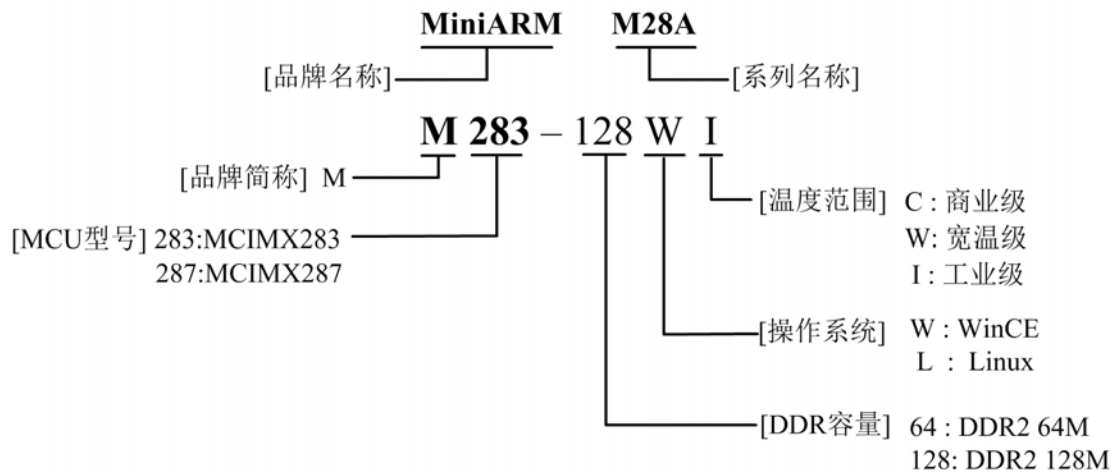 MiniARM M28A
[品牌名称] [系列名称]
M 283 – 128 W I
[品牌简称] M
[温度范围] C : 商业级
W: 宽温级
I : 工业级
[MCU型号] 283:MCIMX283
287:MCIMX287
[操作系统] W : WinCE
L : Linux
[DDR容量] 64 : DDR2 64M
128: DDR2 128M